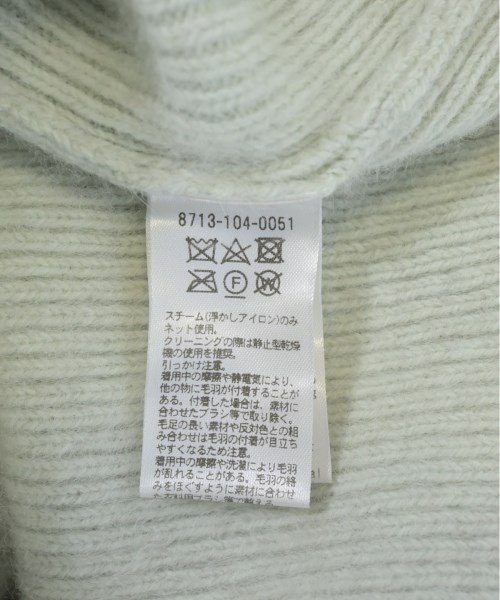 8713-104-0051
F
W
スチーム(浮かしアイロン)のみ
ネット使用。
クリーニングの際は静止型乾燥
機の使用を推奨。
引っかけ注意。
着用中の摩擦や静電気により、
他の物に毛羽が付着することが
ある。付着した場合は、素材に
合わせたブラシ等で取り除く。
毛足の長い素材や反対色との組
み合わせは毛羽の付着が目立ち
やすくなるため注意。
着用中の摩擦や洗濯により毛羽
が乱れることがある。毛羽の絡
みをほぐすように素材に合わせ